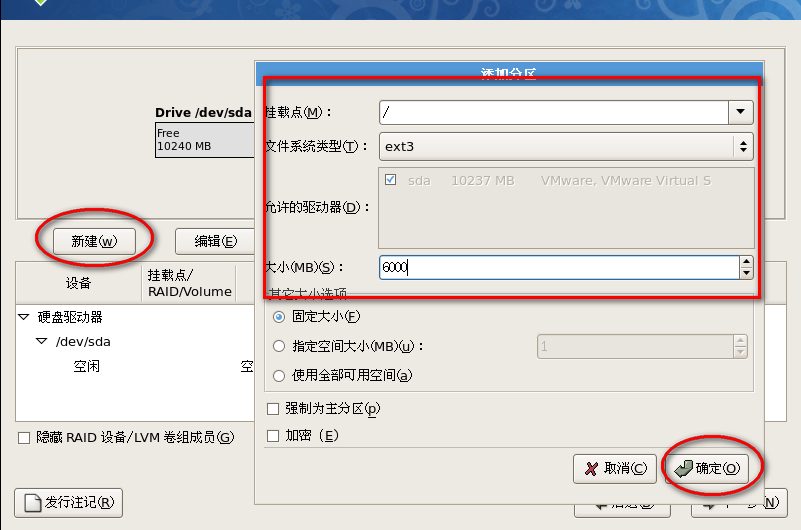 添加分区
Drive /dev/sda
Free
10240 MB
挂载点(M)：
/
文件系统类型(T)：
ext3
允许的驱动器(D)：
sda 10237 MB VMware, VMware Virtual S
新建(w)
编辑(E)
大小(MB)(S)：
6000
设备
挂载点/
RAID/Volume
其它大小选项
固定大小(F)
硬盘驱动器
指定空间大小(MB)(u)：
1
/dev/sda
空闲
空
使用全部可用空间(a)
强制为主分区(p)
隐藏 RAID 设备/LVM 卷组成员(G)
加密（E)
取消(C)
确定(O)
发行注记(R)
(N)